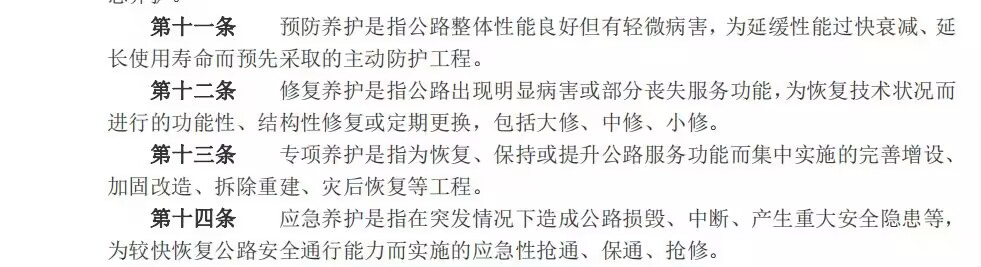 第十一条　　预防养护是指公路整体性能良好但有轻微病害，为延缓性能过快衰减、延
长使用寿命而预先采取的主动防护工程。
第十二条　　修复养护是指公路出现明显病害或部分丧失服务功能，为恢复技术状况而
进行的功能性、结构性修复或定期更换，包括大修、中修、小修。
第十三条　　专项养护是指为恢复、保持或提升公路服务功能而集中实施的完善增设、
加固改造、拆除重建、灾后恢复等工程。
第十四条　　应急养护是指在突发情况下造成公路损毁、中断、产生重大安全隐患等，
为较快恢复公路安全通行能力而实施的应急性抢通、保通、抢修。